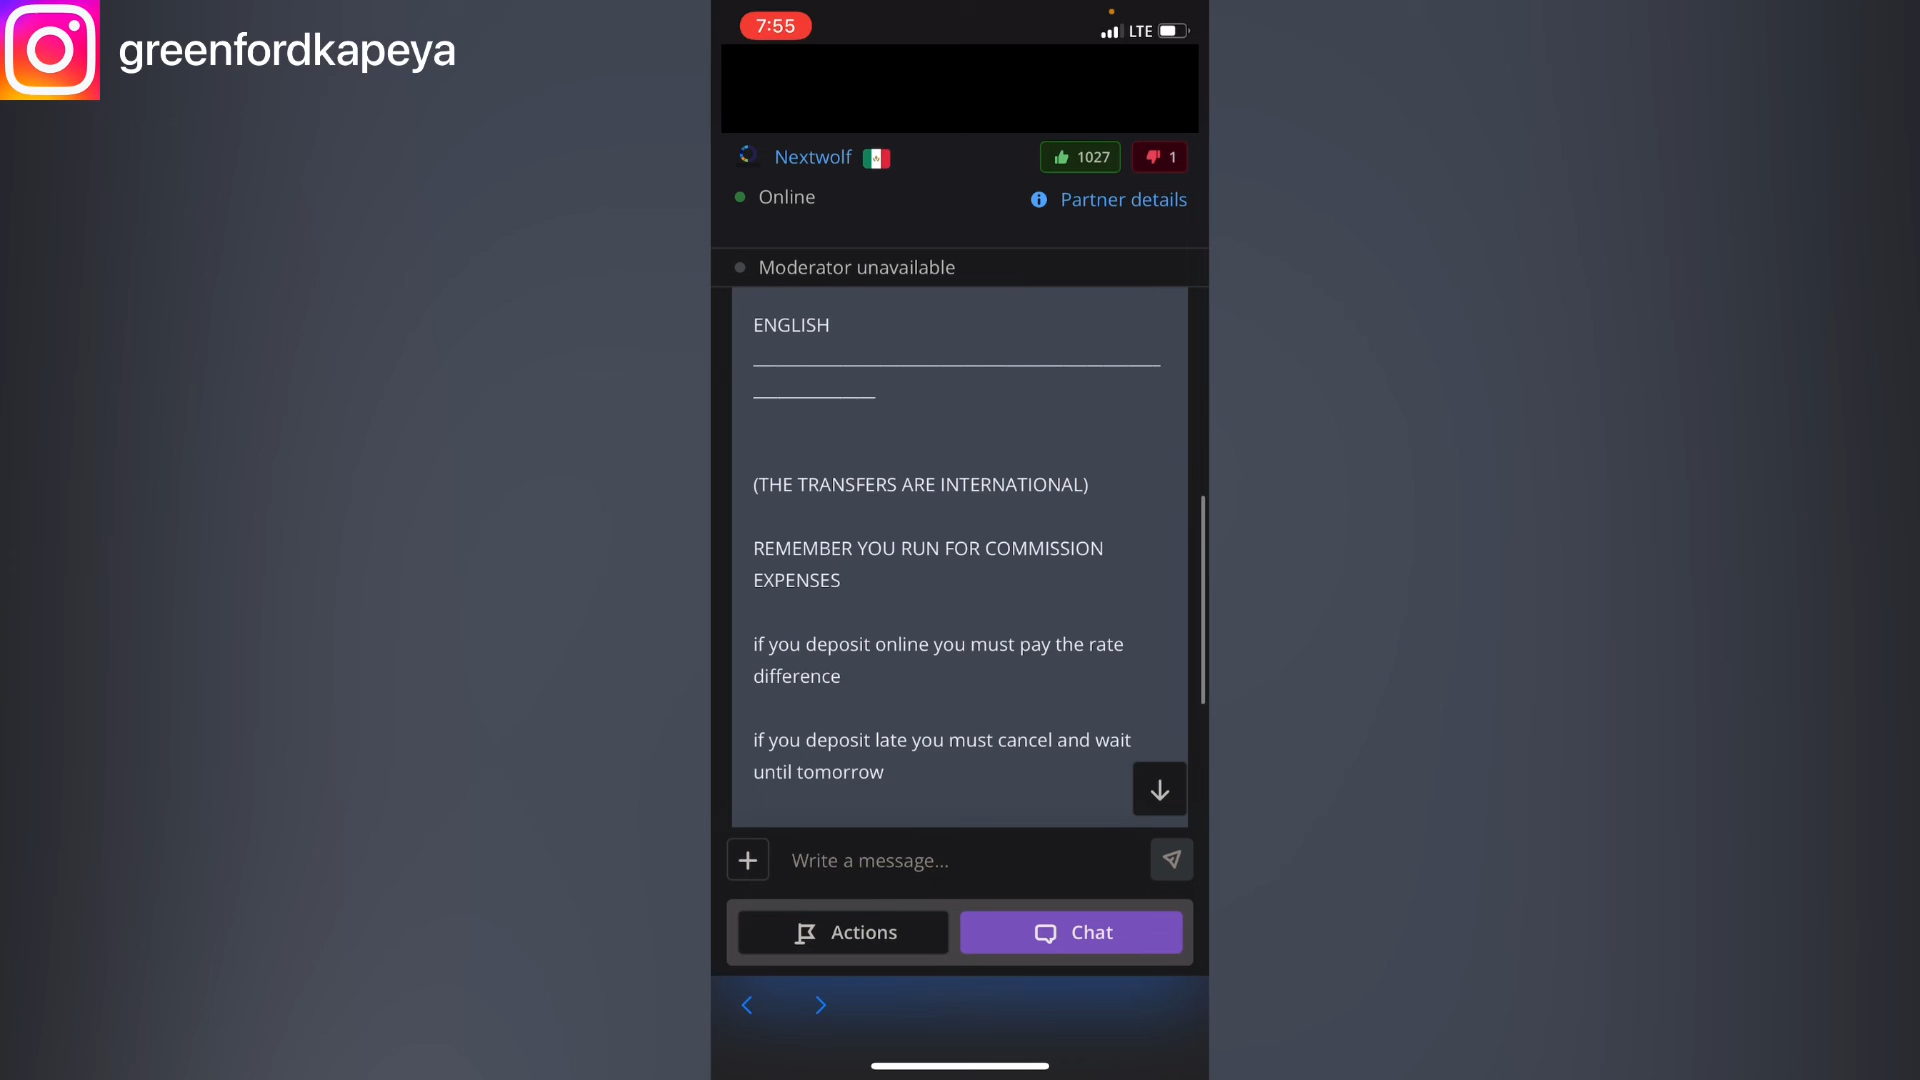 greenfordkapeya
7:55
LTE
Nextwolf
1027
1
Online
Partner details
Moderator unavailable
ENGLISH
(THE TRANSFERS ARE INTERNATIONAL)
REMEMBER YOU RUN FOR COMMISSION
EXPENSES
if you deposit online you must pay the rate
difference
if you deposit late you must cancel and wait
until tomorrow
Write a message...
Actions
Chat